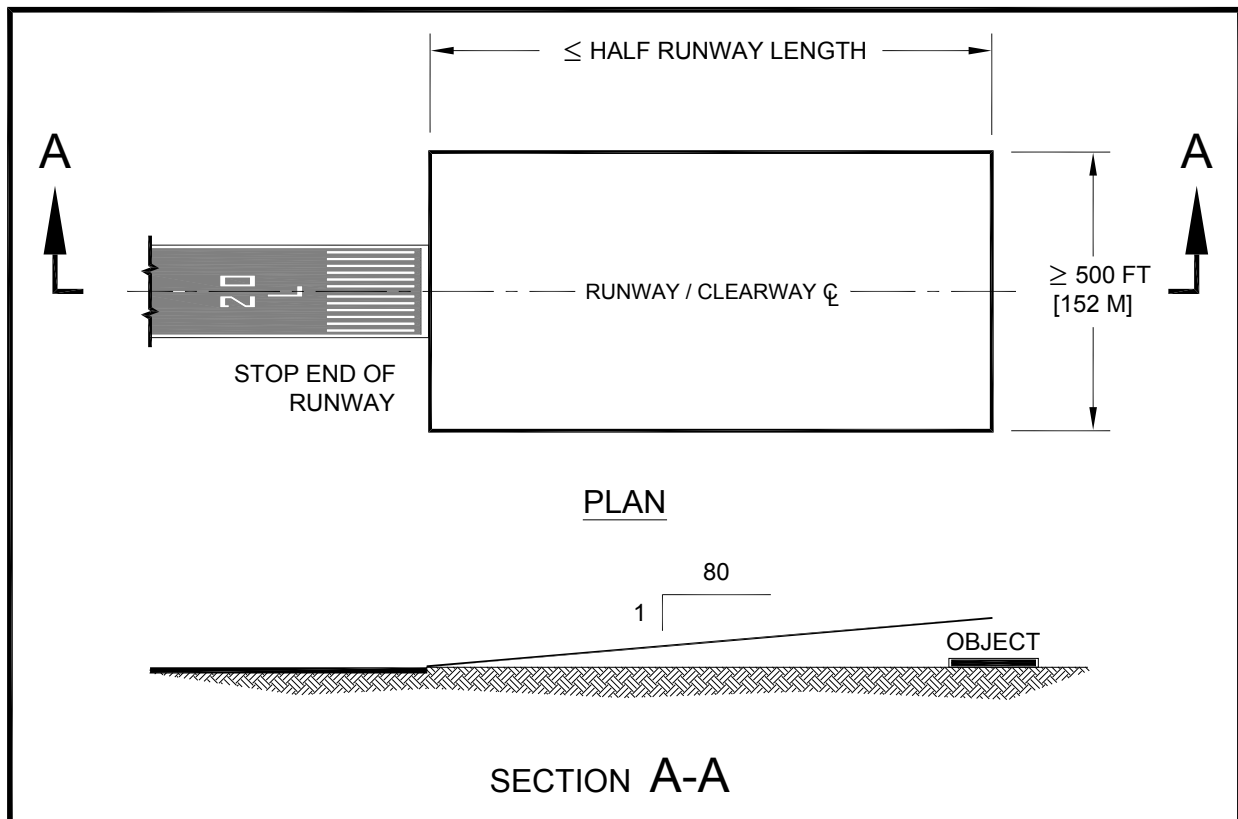 ≤ HALF RUNWAY LENGTH
A
A
20
L
RUNWAY / CLEARWAY ℄
≥ 500 FT
[152 M]
STOP END OF
RUNWAY
PLAN
80
1
OBJECT
SECTION A-A